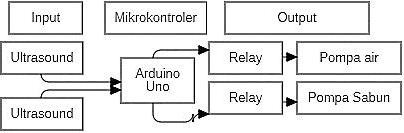 Input
Mikrokontroler
Output
Ultrasound
Arduino
Uno
Relay
Pompa air
Ultrasound
Relay
Pompa Sabun